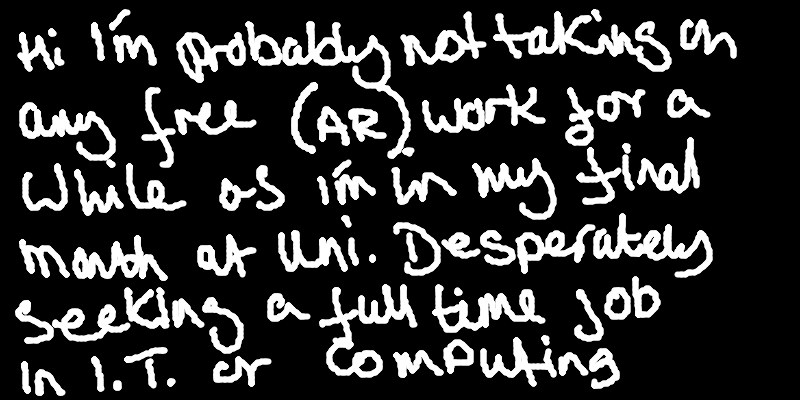 Hi I'm probably not taking on
any free (AR) work for a
while as i'm in my final
month at uni. Desperately
seeking a full time job
in I.T. or computing